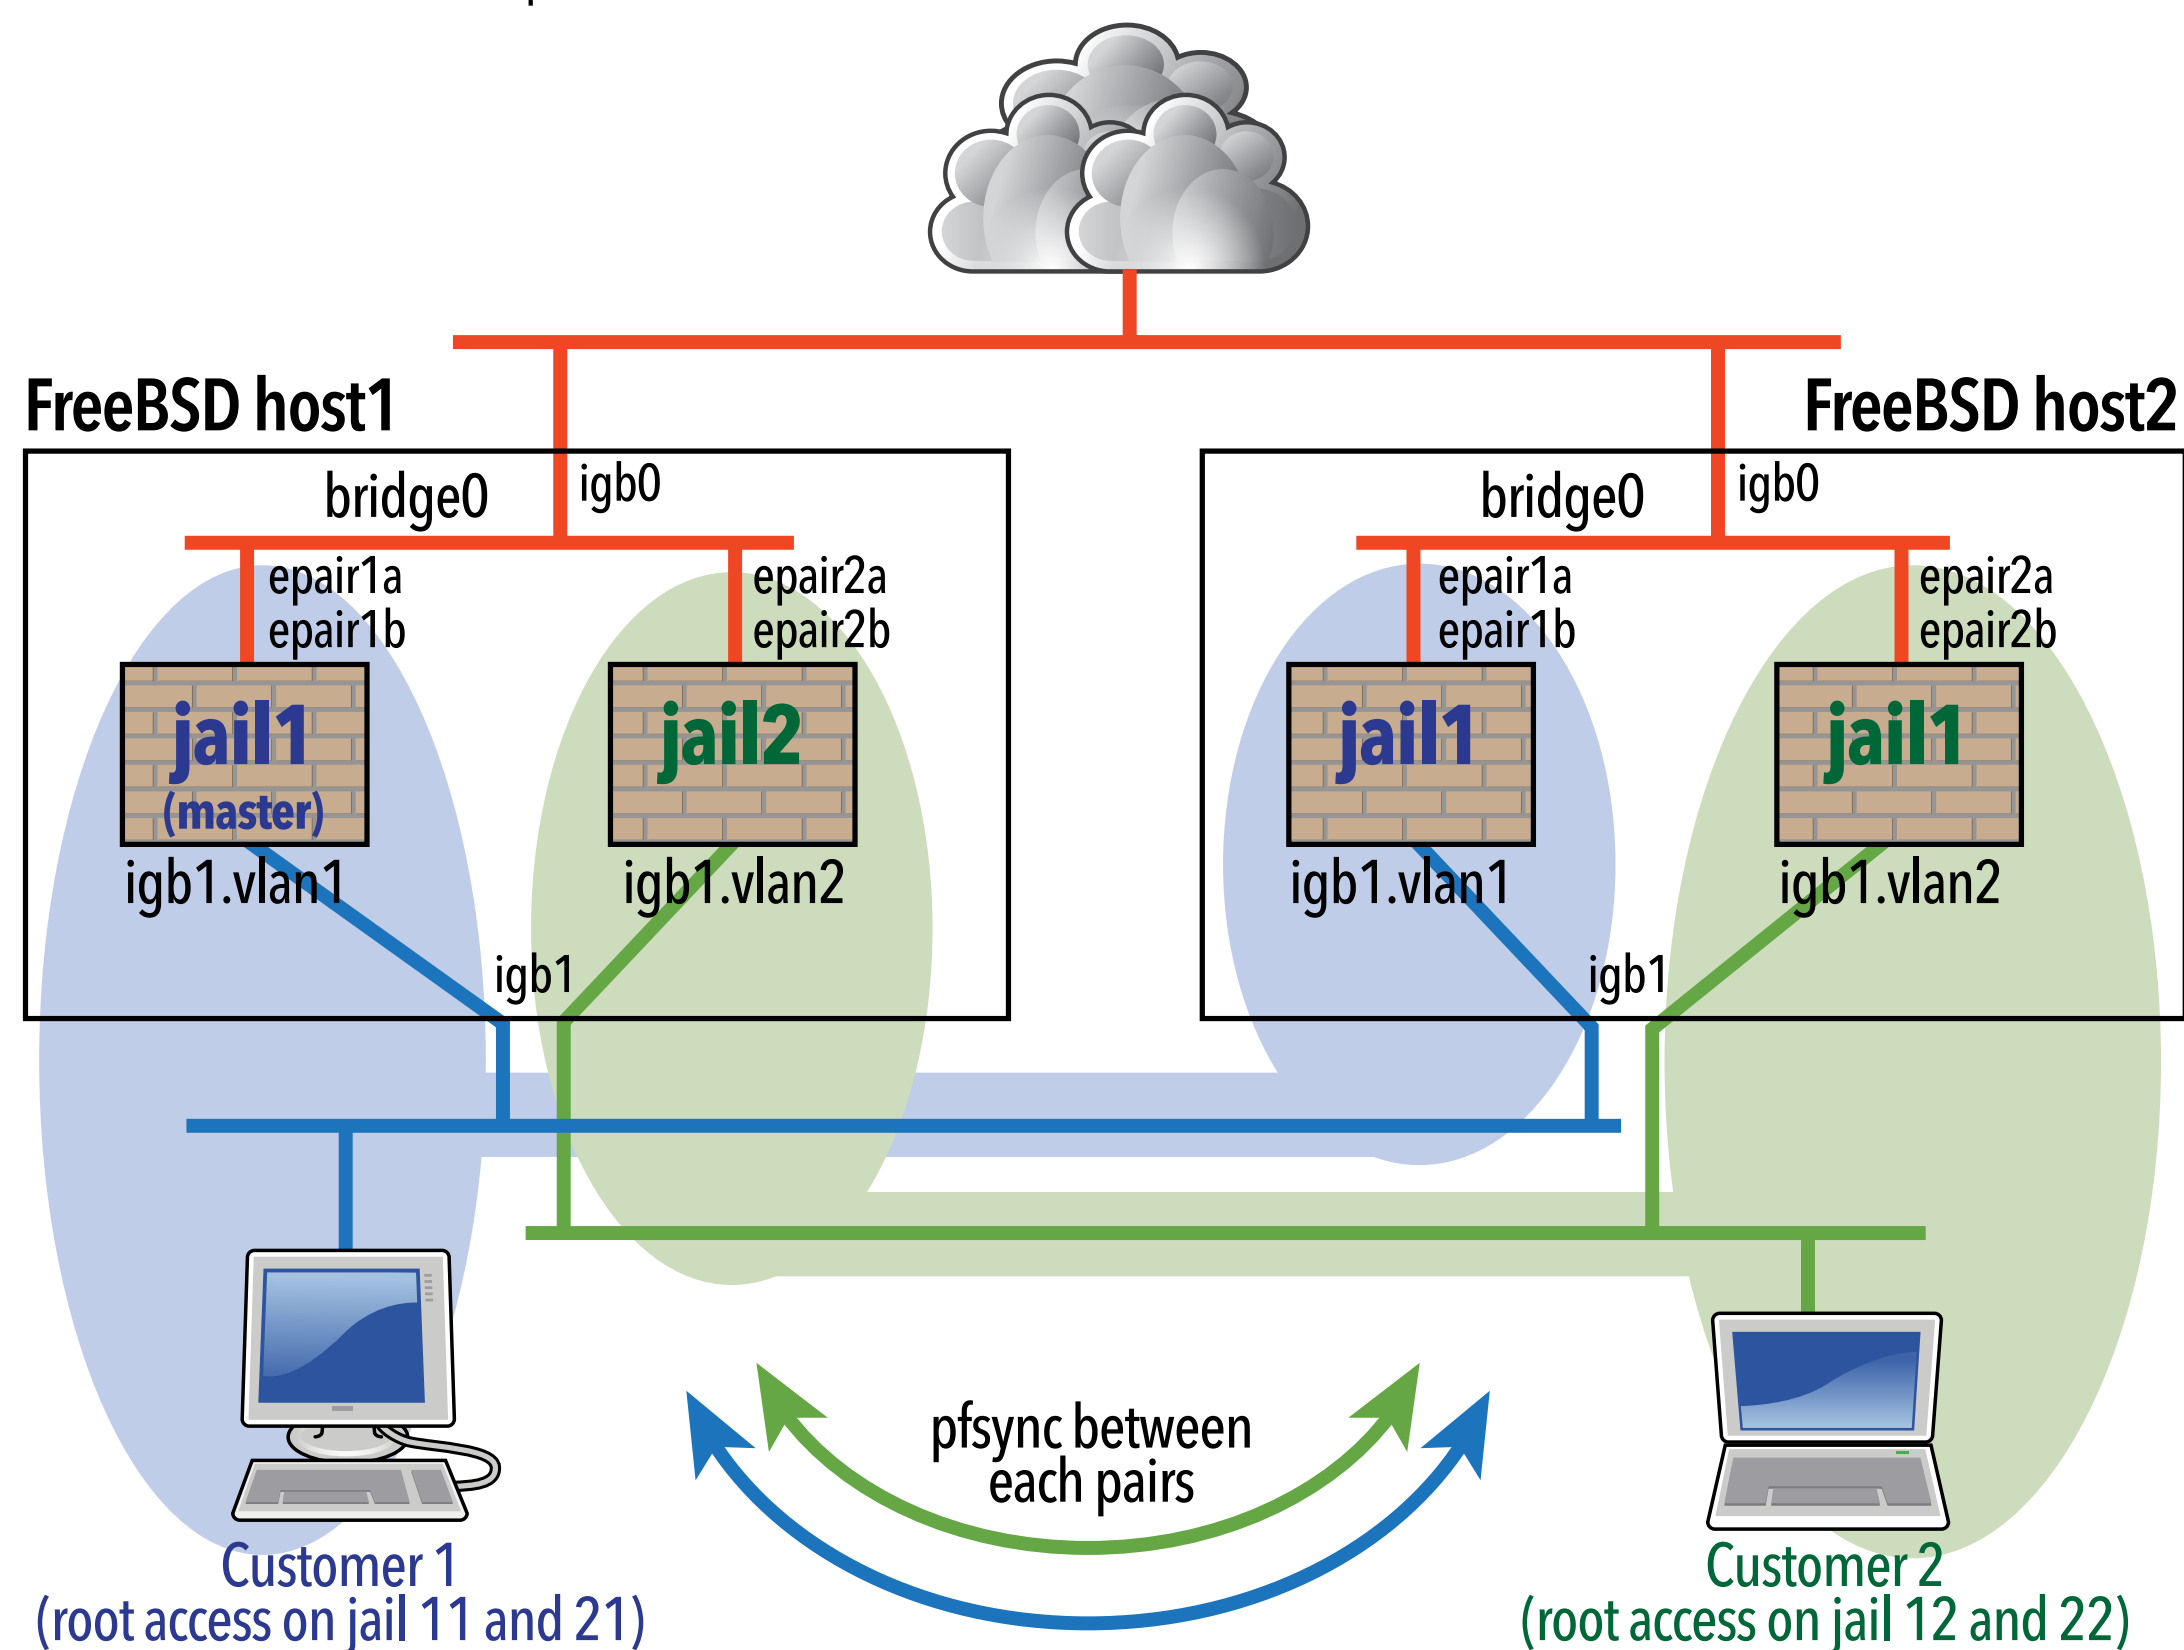 FreeBSD host1
FreeBSD host2
bridge0
igb0
bridge0
igb0
epair1a
epair1b
epair2a
epair2b
epair1a
epair1b
epair2a
epair2b
jail1
(master)
jail2
jail1
jail1
igb1.vlan1
igb1.vlan2
igb1.vlan1
igb1.vlan2
igb1
igb1
pfsync between
each pairs
Customer 1
(root access on jail 11 and 21)
Customer 2
(root access on jail 12 and 22)